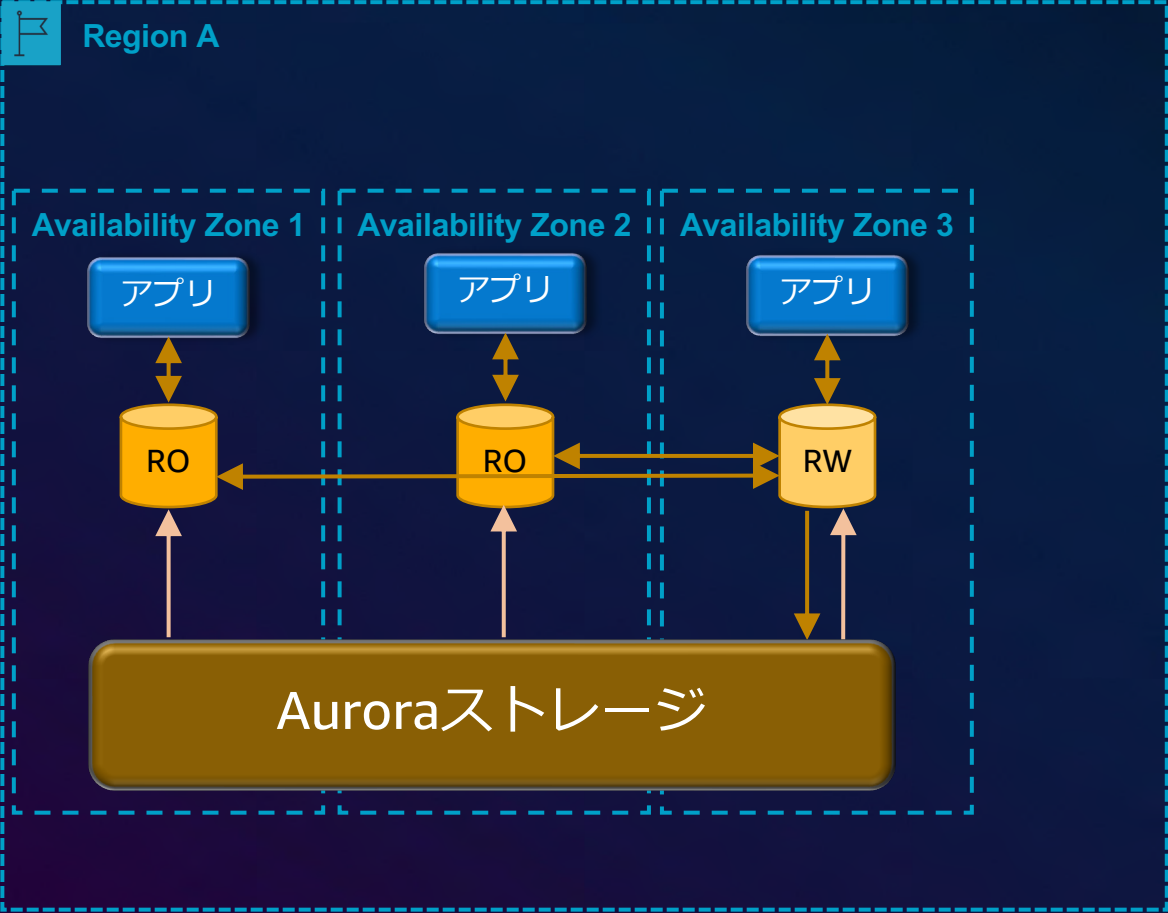 Region A
Availability Zone 1
Availability Zone 2
Availability Zone 3
アプリ
アプリ
アプリ
RO
RO
RW
Auroraストレージ